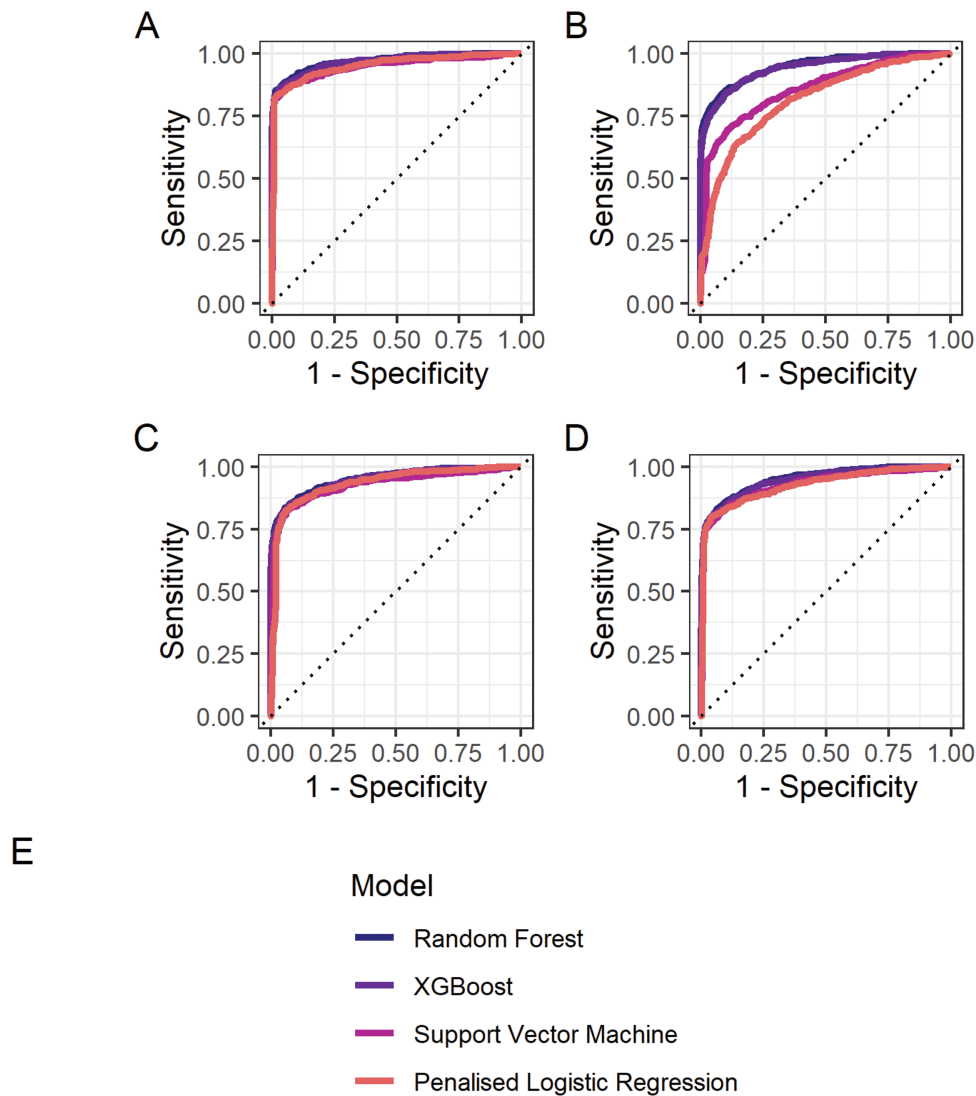 A
B
1.00
0.75
0.50
0.25
0.00
Sensitivity
0.00 0.25 0.50 0.75 1.00
1 - Specificity
1.00
0.75
0.50
0.25
0.00
Sensitivity
0.00 0.25 0.50 0.75 1.00
1 - Specificity
C
D
1.00
0.75
0.50
0.25
0.00
Sensitivity
0.00 0.25 0.50 0.75 1.00
1 - Specificity
1.00
0.75
0.50
0.25
0.00
Sensitivity
0.00 0.25 0.50 0.75 1.00
1 - Specificity
E
Model
Random Forest
XGBoost
Support Vector Machine
Penalised Logistic Regression